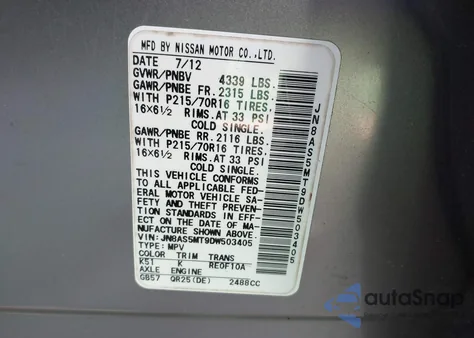 MFD BY NISSAN MOTOR CO.,LTD.
DATE 7/12
GVWR/PNBV 4339 LBS.
GAWR/PNBE FR. 2315 LBS.
WITH P215/70R16 TIRES,
16×6½ RIMS.AT 33 PSI
COLD SINGLE.
GAWR/PNBE RR. 2116 LBS.
WITH P215/70R16 TIRES,
16×6½ RIMS.AT 33 PSI
COLD SINGLE.
THIS VEHICLE CONFORMS
TO ALL APPLICABLE FED-
ERAL MOTOR VEHICLE SA-
FETY AND THEFT PREVEN-
TION STANDARDS IN EFF-
ECT ON THE DATE OF MA-
NUFACTURE SHOWN ABOVE.
VIN:JN8AS5MT9DW503405
TYPE: MPV
COLOR TRIM TRANS
K51 K RE0F10A
AXLE ENGINE
GB57 QR25(DE) 2488CC
JN8AS5MT9DW503405
autoSnap